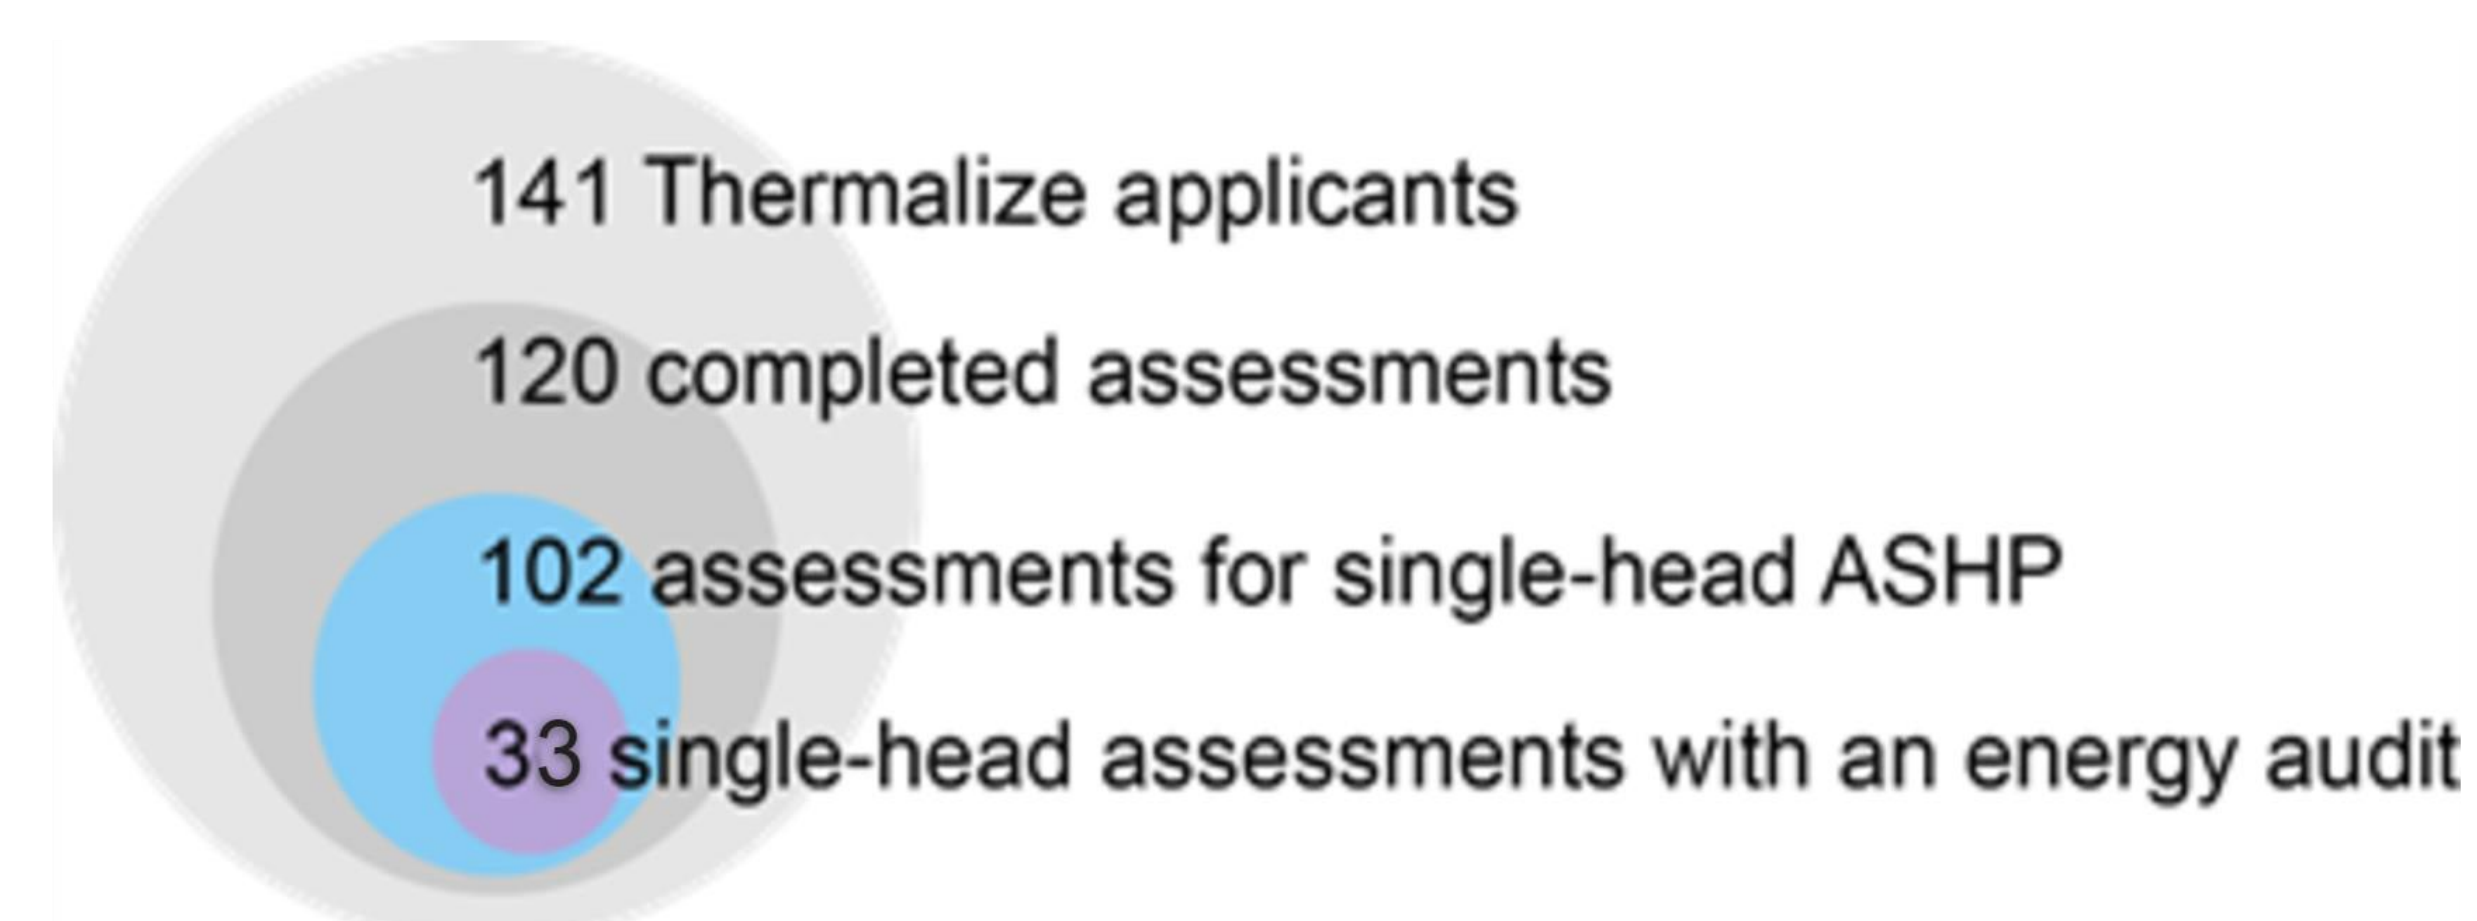 141 Thermalize applicants
120 completed assessments
102 assessments for single-head ASHP
33 single-head assessments with an energy audit